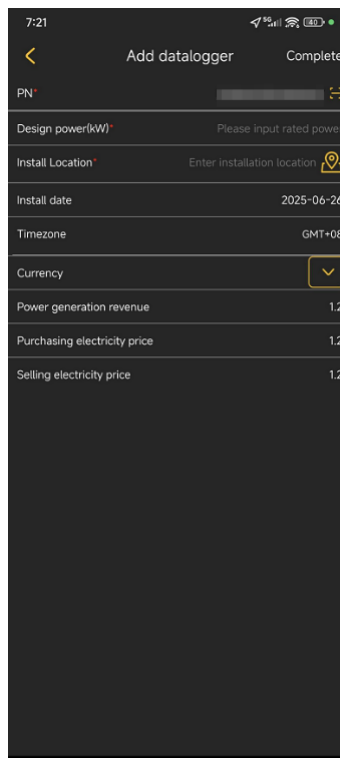 7:21
5G
40
Add datalogger
Complete
PN*
Design power(kW)* Please input rated power
Install Location* Enter installation location
Install date 2025-06-26
Timezone GMT+08
Currency
Power generation revenue 1.2
Purchasing electricity price 1.2
Selling electricity price 1.2